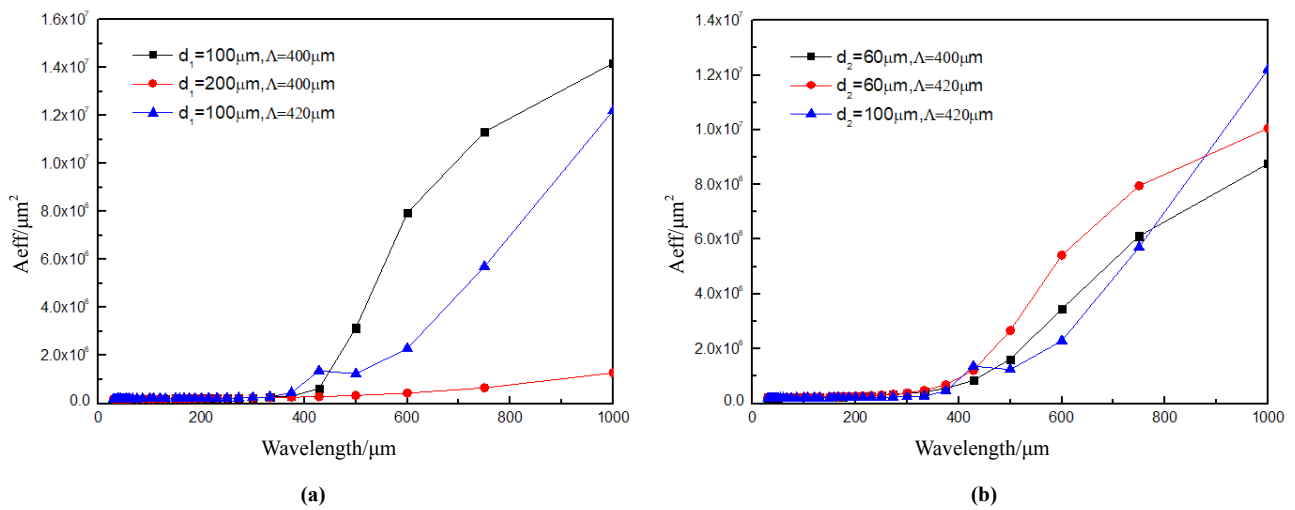 1.6x10⁷
1.4x10⁷
1.2x10⁷
1.0x10⁷
8.0x10⁶
6.0x10⁶
4.0x10⁶
2.0x10⁶
0.0
Aeff/μm²
d₁=100μm,Λ=400μm
d₁=200μm,Λ=400μm
d₁=100μm,Λ=420μm
0 200 400 600 800 1000
Wavelength/μm
(a)
1.4x10⁷
1.2x10⁷
1.0x10⁷
8.0x10⁶
6.0x10⁶
4.0x10⁶
2.0x10⁶
0.0
Aeff/μm²
d₂=60μm,Λ=400μm
d₂=60μm,Λ=420μm
d₂=100μm,Λ=420μm
0 200 400 600 800 1000
Wavelength/μm
(b)